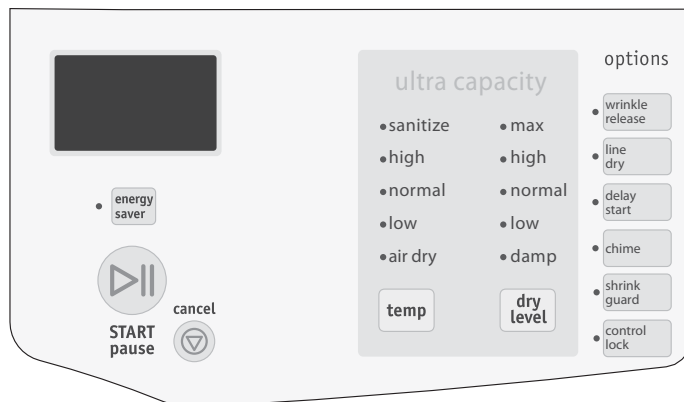 options
ultra capacity
wrinkle
release
• sanitize
• max
line
dry
• high
• high
• normal
• normal
energy
saver
delay
start
• low
• low
chime
• air dry
• damp
shrink
guard
temp
dry
level
cancel
START
pause
control
lock